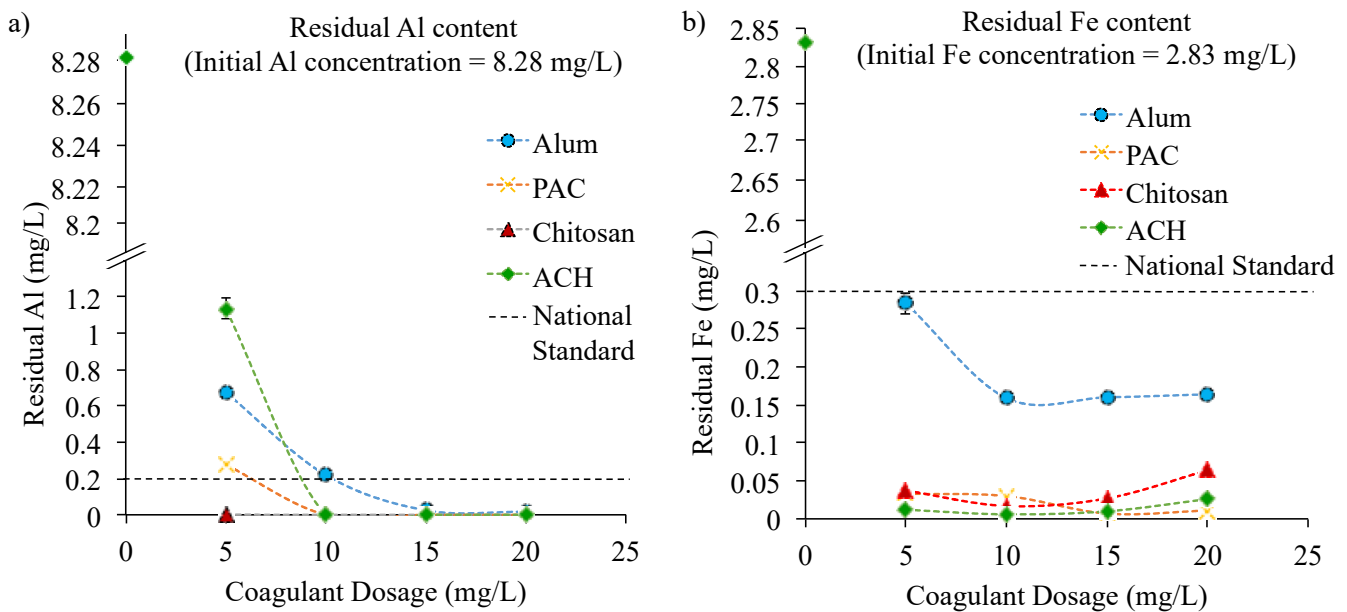 a)
Residual Al content
(Initial Al concentration = 8.28 mg/L)
8.28
8.26
8.24
8.22
8.2
1.2
1
0.8
0.6
0.4
0.2
0
Residual Al (mg/L)
Alum
PAC
Chitosan
ACH
National
Standard
0
5
10
15
20
25
Coagulant Dosage (mg/L)
b)
Residual Fe content
(Initial Fe concentration = 2.83 mg/L)
2.85
2.8
2.75
2.7
2.65
2.6
0.3
0.25
0.2
0.15
0.1
0.05
0
Residual Fe (mg/L)
Alum
PAC
Chitosan
ACH
National Standard
0
5
10
15
20
25
Coagulant Dosage (mg/L)